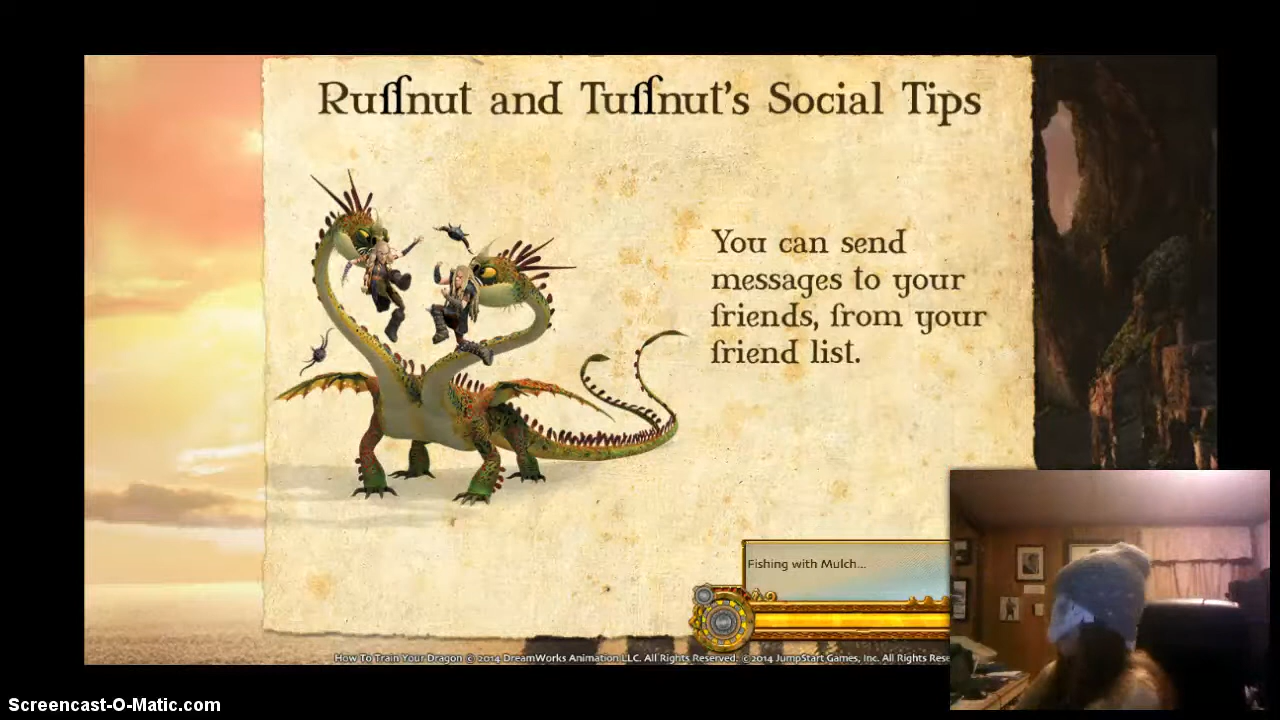 Ruffnut and Tuffnut's Social Tips
You can send
messages to your
friends, from your
friend list.
Fishing with Mulch...
How To Train Your Dragon © 2014 DreamWorks Animation LLC. All Rights Reserved. © 2014 JumpStart Games, Inc. All Rights Rese
Screencast-O-Matic.com